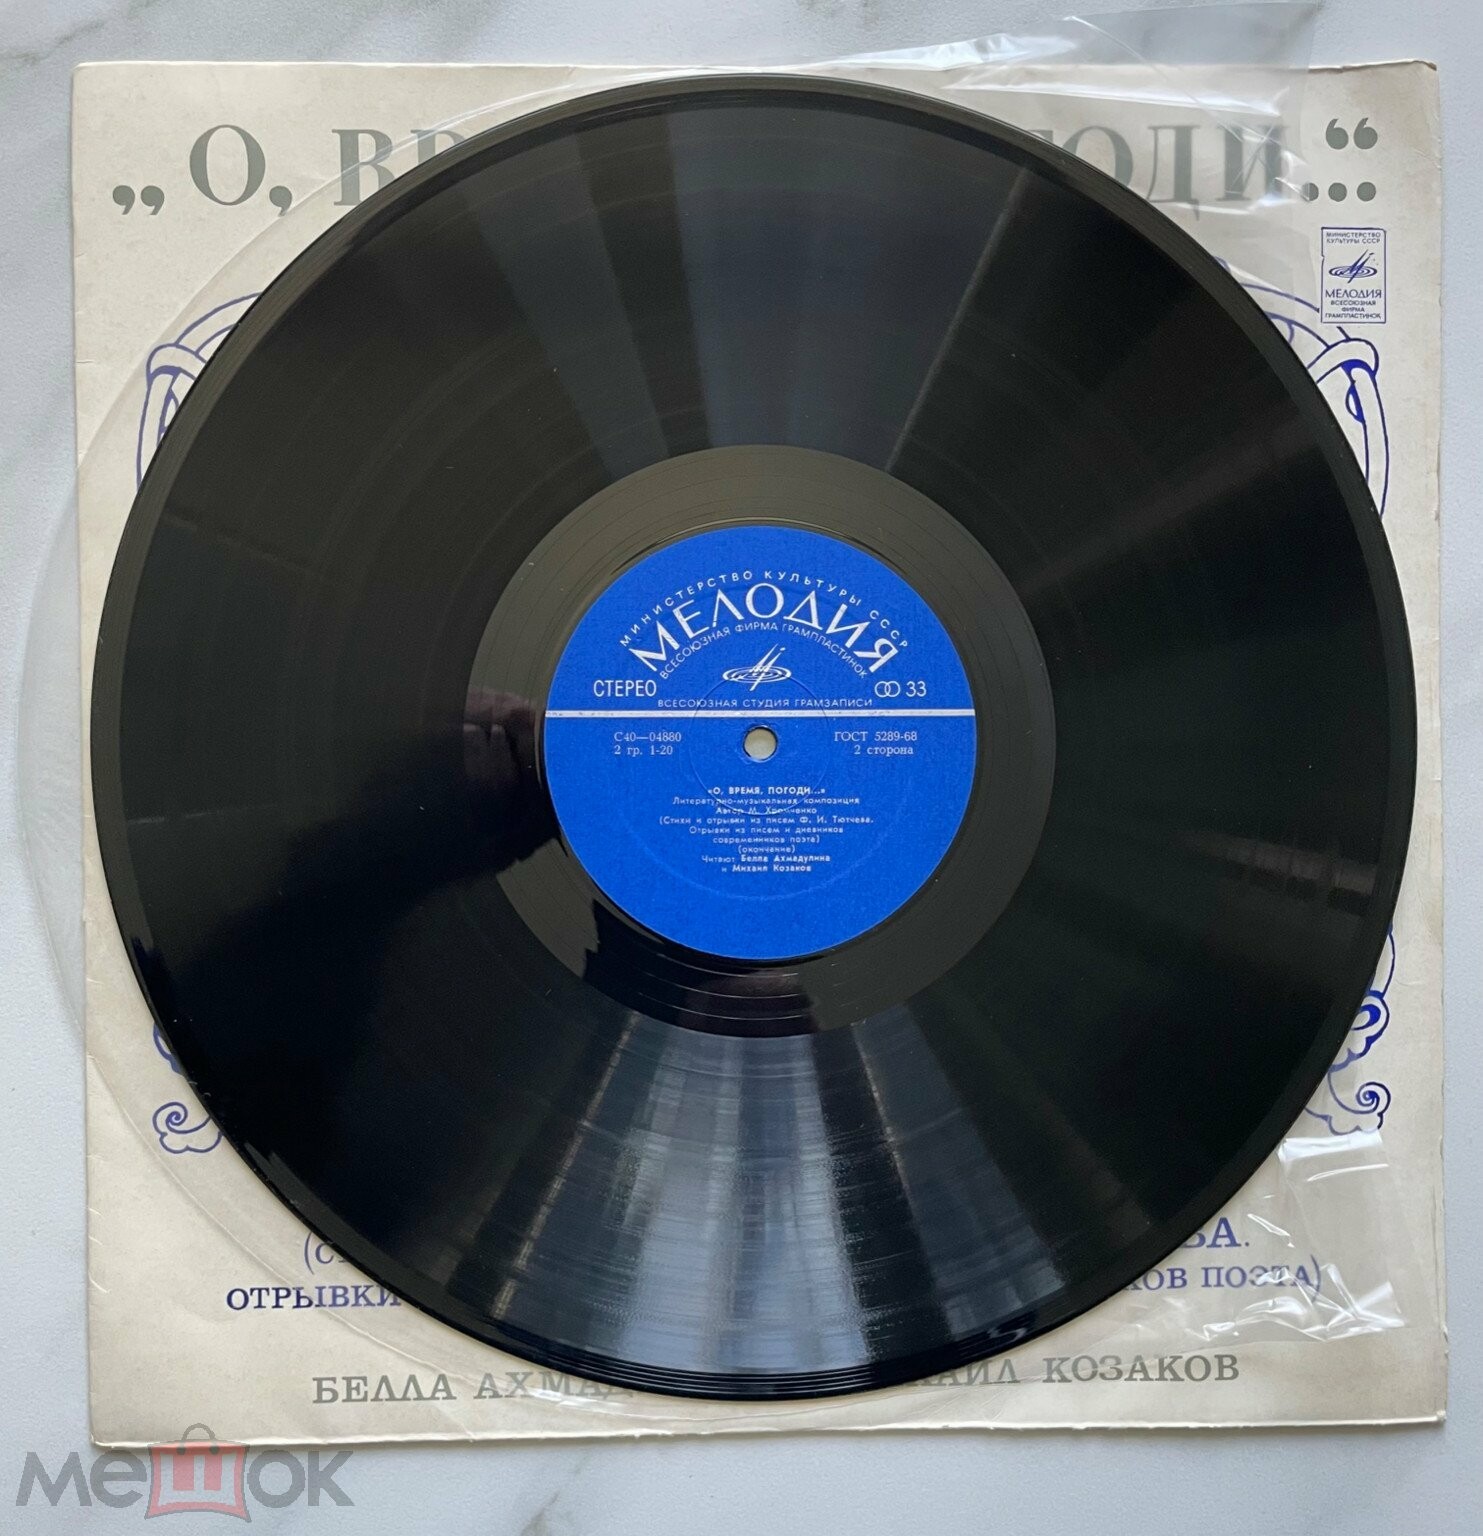 „О, ВР ОДИ...“
МИНИСТЕРСТВО
КУЛЬТУРЫ СССР
МЕЛОДИЯ
ВСЕСОЮЗНАЯ
ФИРМА
ГРАМПЛАСТИНОК
МИНИСТЕРСТВО КУЛЬТУРЫ СССР
МЕЛОДИЯ
ВСЕСОЮЗНАЯ ФИРМА ГРАМПЛАСТИНОК
СТЕРЕО 33
ВСЕСОЮЗНАЯ СТУДИЯ ГРАМЗАПИСИ
С40—04880 ГОСТ 5289-68
2 гр. 1-20 2 сторона
«О, ВРЕМЯ, ПОГОДИ...»
Литературно-музыкальная композиция
Автор М. Хромченко
(Стихи и отрывки из писем Ф. И. Тютчева.
Отрывки из писем и дневников
современников поэта)
(окончание)
Читают Белла Ахмадулина
и Михаил Козаков
(С ВА.
ОТРЫВКИ КОВ ПОЭТА)
БЕЛЛА АХМАД АИЛ КОЗАКОВ
мешок